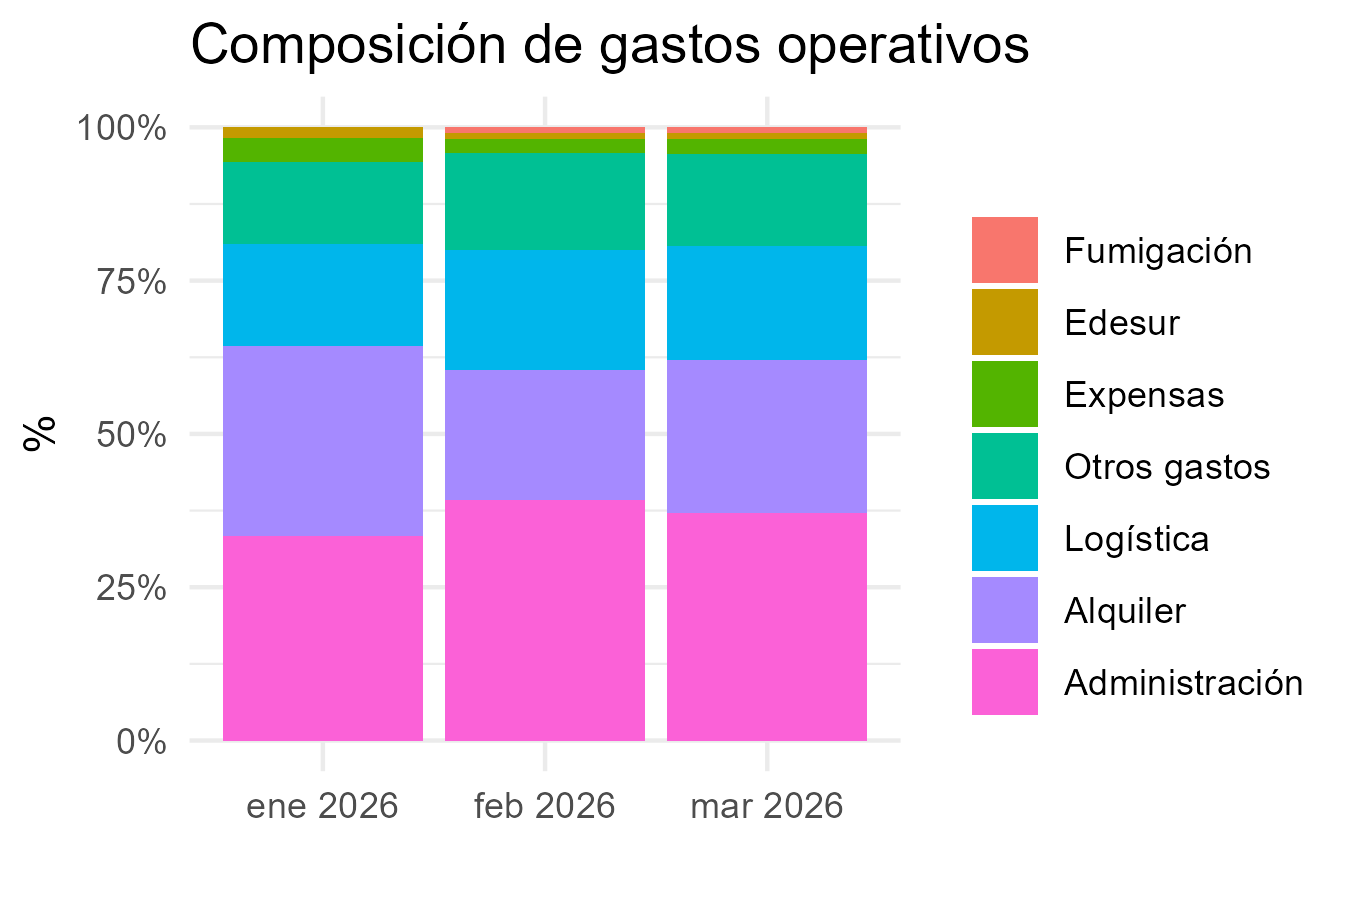 Composición de gastos operativos
100%
75%
50%
25%
0%
%
ene 2026
feb 2026
mar 2026
Fumigación
Edesur
Expensas
Otros gastos
Logística
Alquiler
Administración